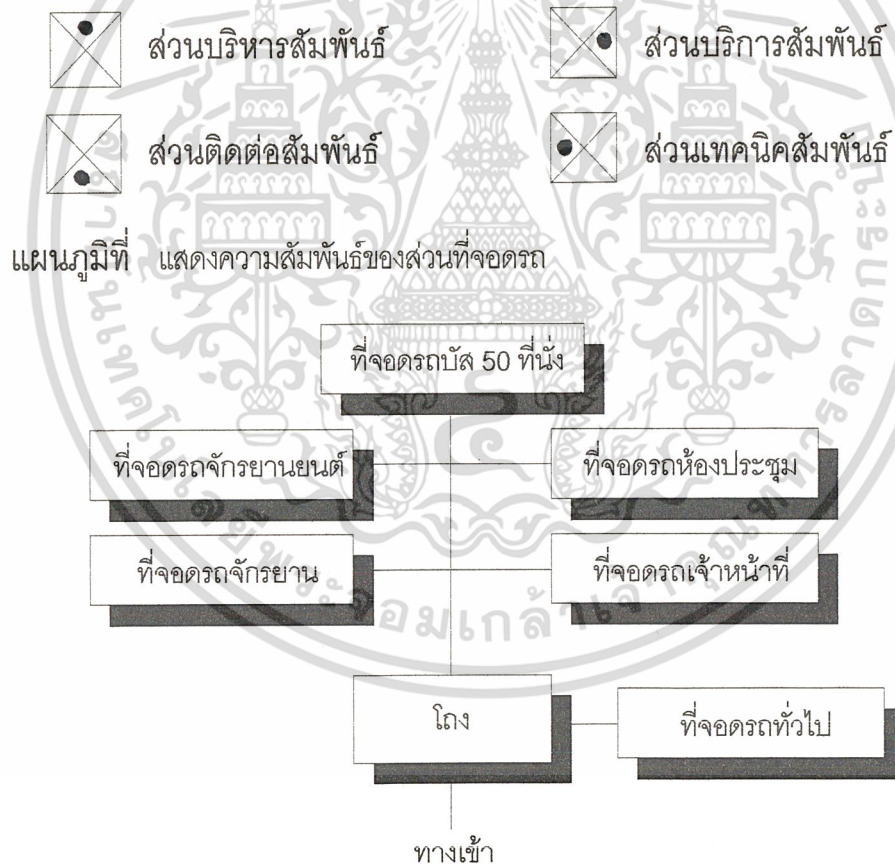 ส่วนบริหารสัมพันธ์ ส่วนบริการสัมพันธ์
ส่วนติดต่อสัมพันธ์ ส่วนเทคนิคสัมพันธ์
แผนภูมิที่ แสดงความสัมพันธ์ของส่วนที่จอดรถ
ที่จอดรถบัส 50 ที่นั่ง
ที่จอดรถจักรยานยนต์ ที่จอดรถห้องประชุม
ที่จอดรถจักรยาน ที่จอดรถเจ้าหน้าที่
โถง ที่จอดรถทั่วไป
ทางเข้า